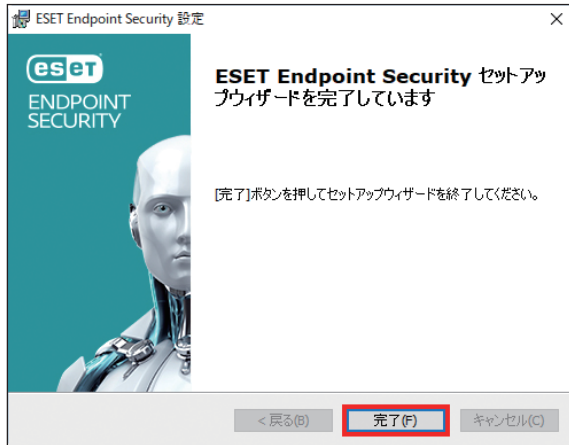 ESET Endpoint Security 設定
eseT
ENDPOINT
SECURITY
ESET Endpoint Security セットアッ
プウィザードを完了しています
[完了]ボタンを押してセットアップウィザードを終了してください。
< 戻る(B)
完了(F)
キャンセル(C)